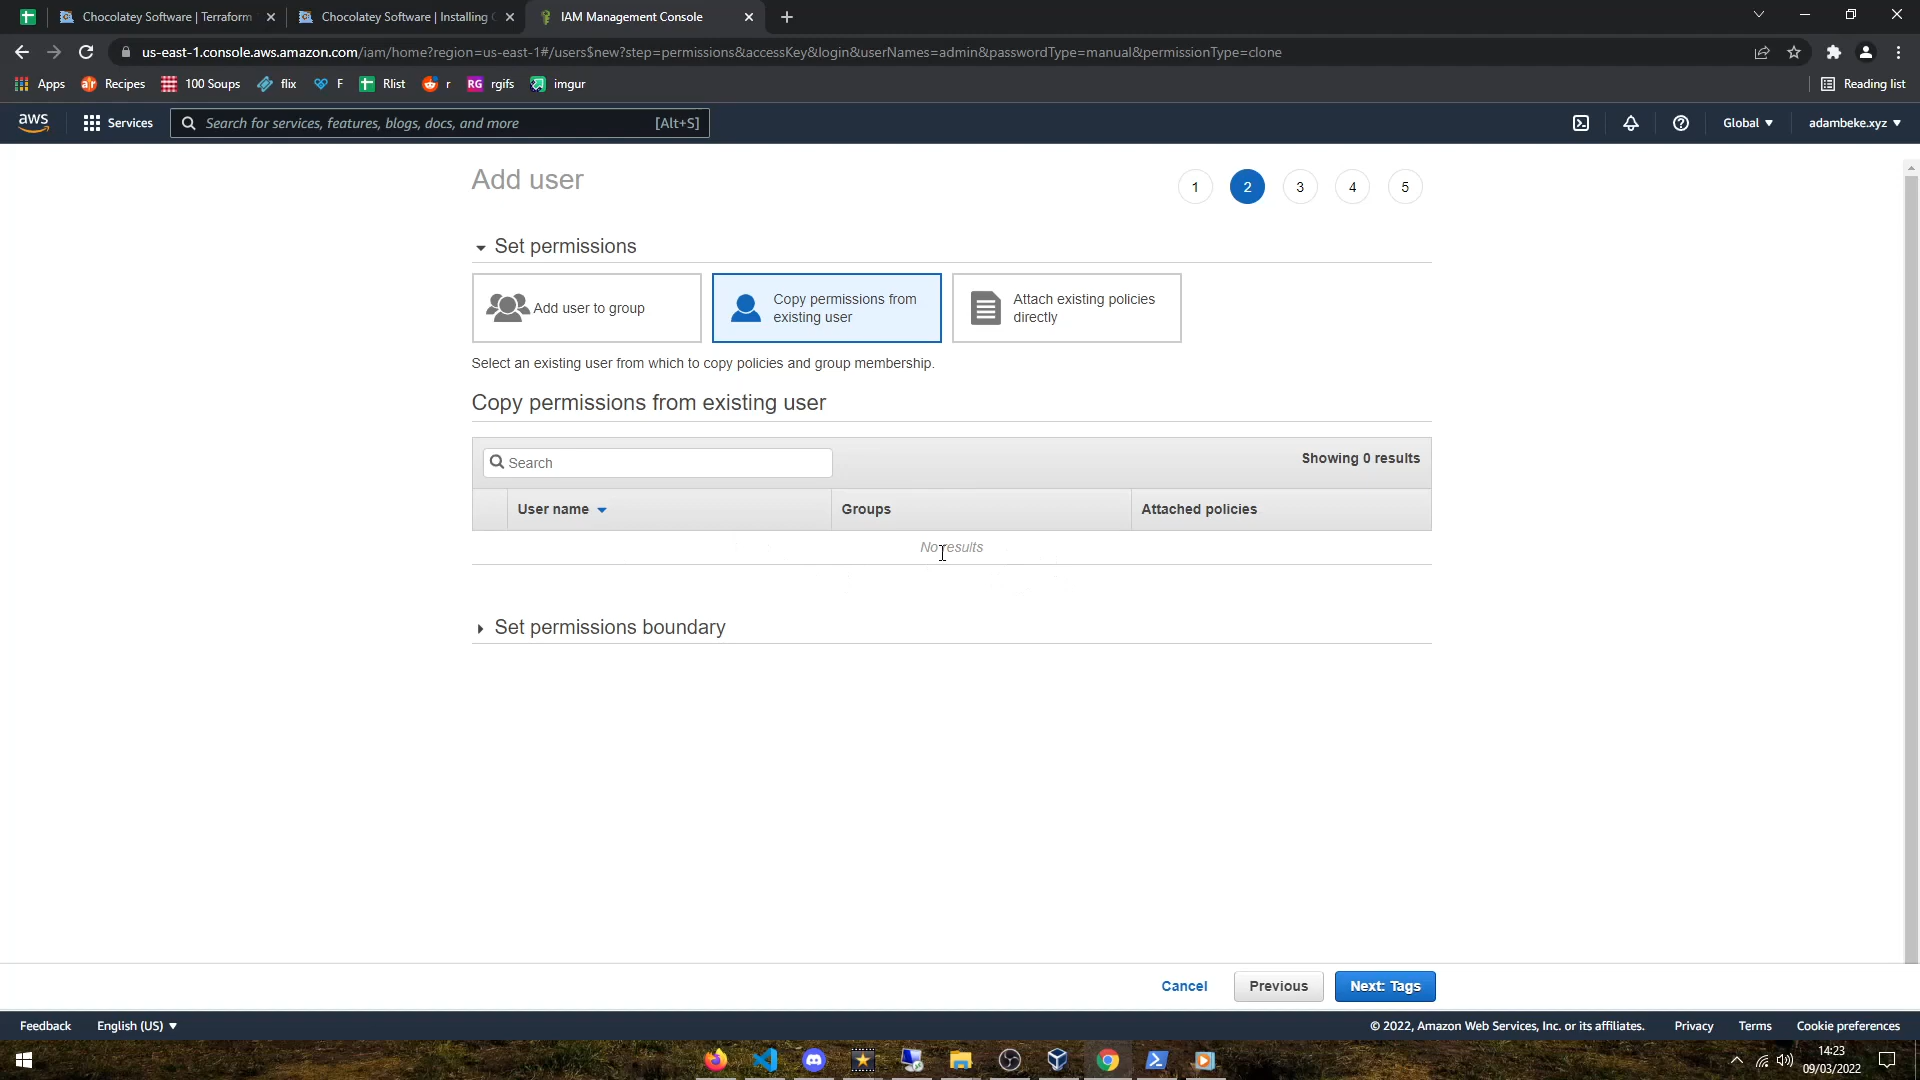 Chocolatey Software | Terraform
Chocolatey Software | Installing
IAM Management Console
us-east-1.console.aws.amazon.com/iam/home?region=us-east-1#/users$new?step=permissions&accessKey&login&userNames=admin&passwordType=manual&permissionType=clone
Apps
Recipes
100 Soups
flix
F
Rlist
r
RG rgifs
imgur
Reading list
aws
Services
Search for services, features, blogs, docs, and more
[Alt+S]
Global
adambeke.xyz
Add user
1 2 3 4 5
Set permissions
Add user to group
Copy permissions from
existing user
Attach existing policies
directly
Select an existing user from which to copy policies and group membership.
Copy permissions from existing user
Search
Showing 0 results
User name
Groups
Attached policies
No results
Set permissions boundary
Cancel
Previous
Next: Tags
Feedback
English (US)
© 2022, Amazon Web Services, Inc. or its affiliates.
Privacy
Terms
Cookie preferences
14:23
09/03/2022